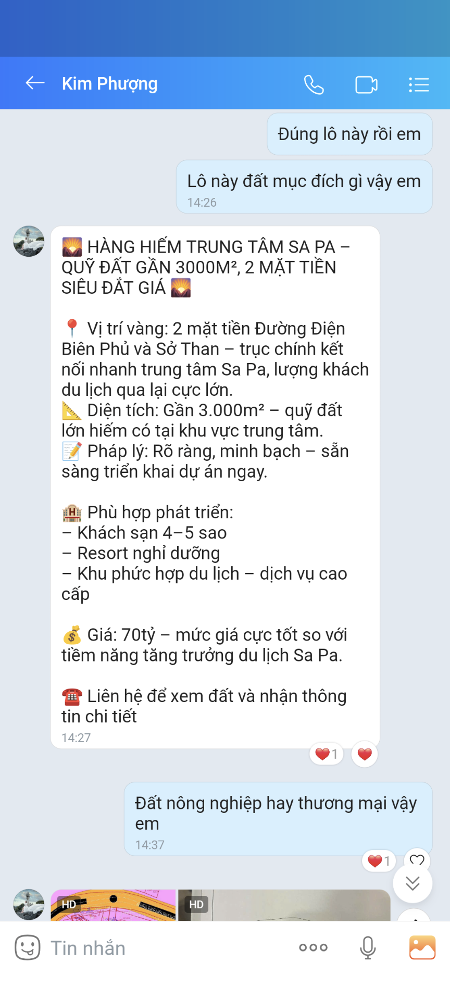 Kim Phượng
Đúng lô này rồi em
Lô này đất mục đích gì vậy em
14:26
🌄 HÀNG HIẾM TRUNG TÂM SA PA –
QUỸ ĐẤT GẦN 3000M², 2 MẶT TIỀN
SIÊU ĐẮT GIÁ 🌄
📍 Vị trí vàng: 2 mặt tiền Đường Điện
Biên Phủ và Sở Than – trục chính kết
nối nhanh trung tâm Sa Pa, lượng khách
du lịch qua lại cực lớn.
📐 Diện tích: Gần 3.000m² – quỹ đất
lớn hiếm có tại khu vực trung tâm.
📝 Pháp lý: Rõ ràng, minh bạch – sẵn
sàng triển khai dự án ngay.
🏨 Phù hợp phát triển:
– Khách sạn 4–5 sao
– Resort nghỉ dưỡng
– Khu phức hợp du lịch – dịch vụ cao
cấp
💰 Giá: 70tỷ – mức giá cực tốt so với
tiềm năng tăng trưởng du lịch Sa Pa.
☎️ Liên hệ để xem đất và nhận thông
tin chi tiết
14:27
❤️ 1 ❤️
Đất nông nghiệp hay thương mại vậy
em
14:37
❤️ 1
HD HD
Tin nhắn